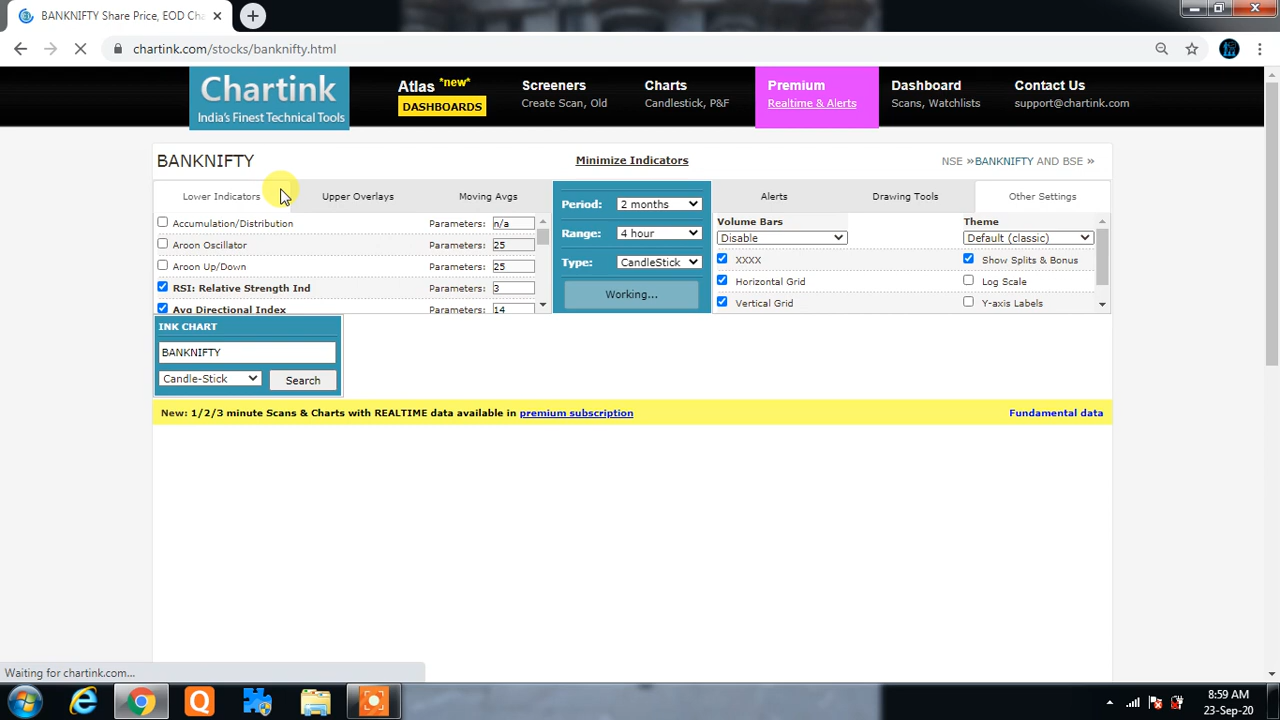 BANKNIFTY Share Price, EOD Cha
chartink.com/stocks/banknifty.html
Chartink
India's Finest Technical Tools
Atlas *new*
DASHBOARDS
Screeners
Create Scan, Old
Charts
Candlestick, P&F
Premium
Realtime & Alerts
Dashboard
Scans, Watchlists
Contact Us
support@chartink.com
BANKNIFTY
Minimize Indicators
NSE »BANKNIFTY AND BSE »
Lower Indicators
Upper Overlays
Moving Avgs
Accumulation/Distribution Parameters: n/a
Aroon Oscillator Parameters: 25
Aroon Up/Down Parameters: 25
RSI: Relative Strength Ind Parameters: 3
Avg Directional Index Parameters: 14
Period: 2 months
Range: 4 hour
Type: CandleStick
Working...
Alerts
Drawing Tools
Other Settings
Volume Bars
Theme
Disable
Default (classic)
XXXX
Show Splits & Bonus
Horizontal Grid
Log Scale
Vertical Grid
Y-axis Labels
INK CHART
BANKNIFTY
Candle-Stick
Search
New: 1/2/3 minute Scans & Charts with REALTIME data available in premium subscription
Fundamental data
Waiting for chartink.com...
8:59 AM
23-Sep-20